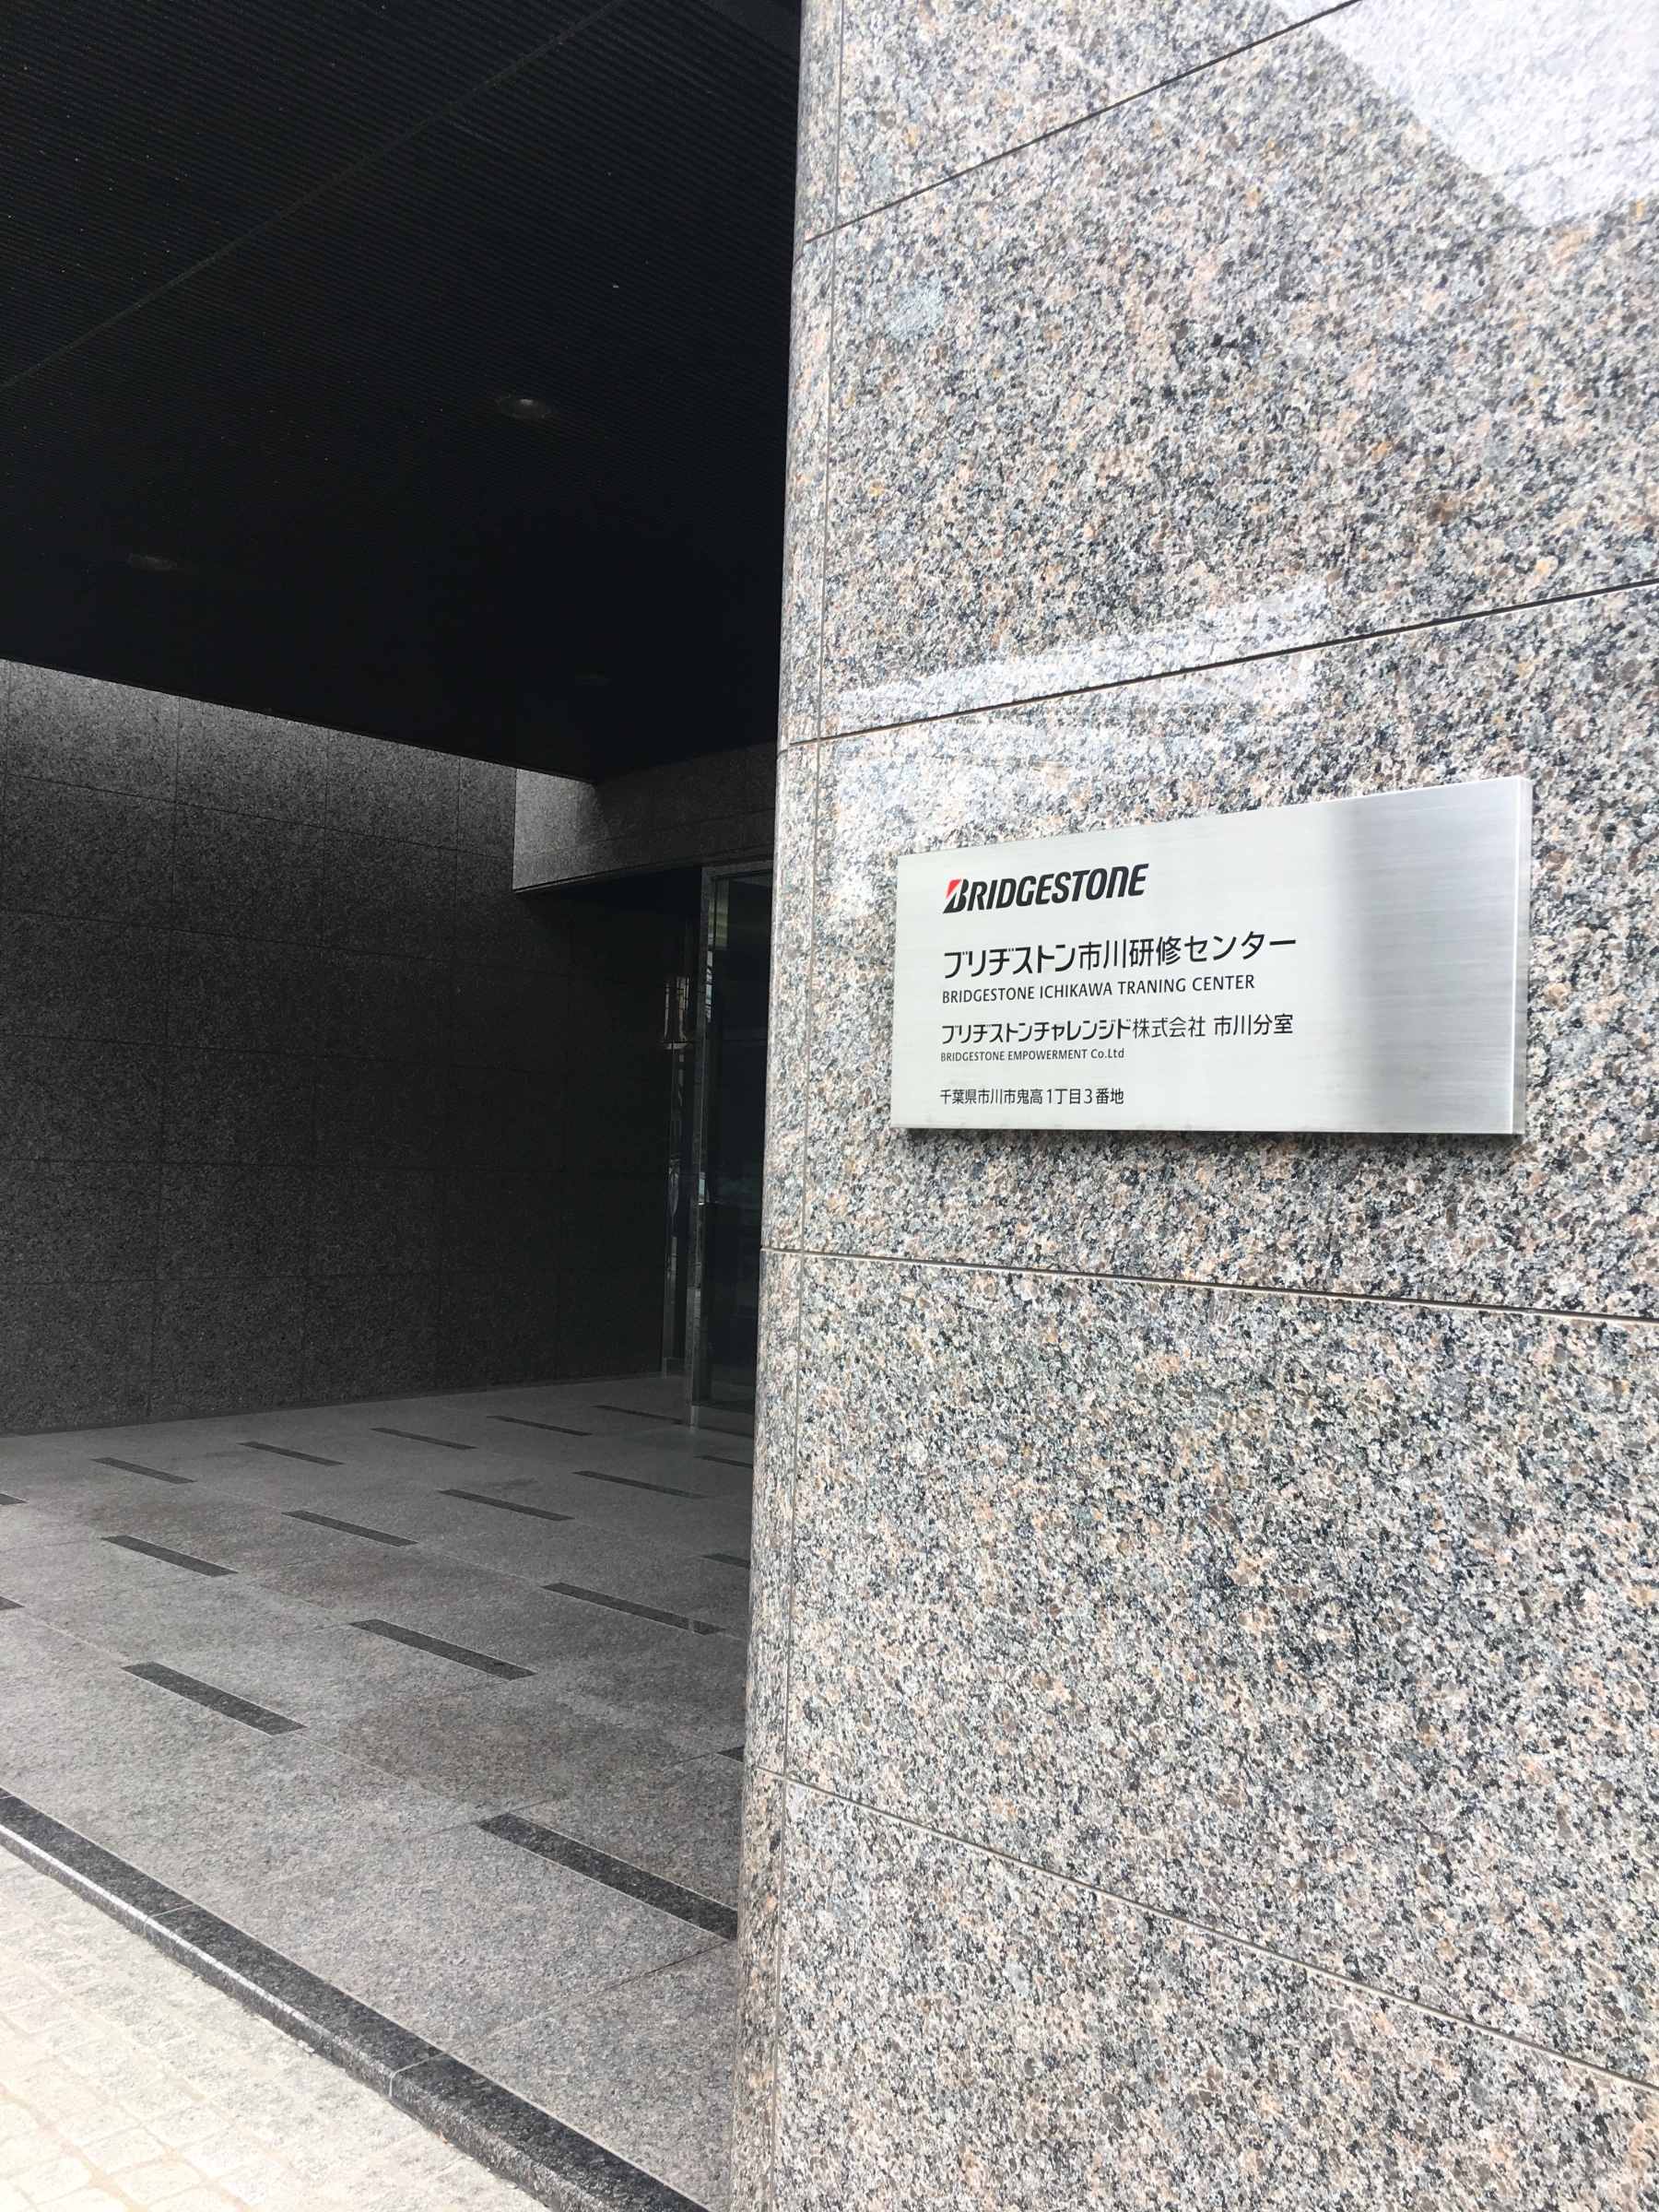 BRIDGESTONE
ブリヂストン市川研修センター
BRIDGESTONE ICHIKAWA TRANING CENTER
ブリヂストンチャレンジド株式会社 市川分室
BRIDGESTONE EMPOWERMENT Co.Ltd
千葉県市川市鬼高1丁目3番地